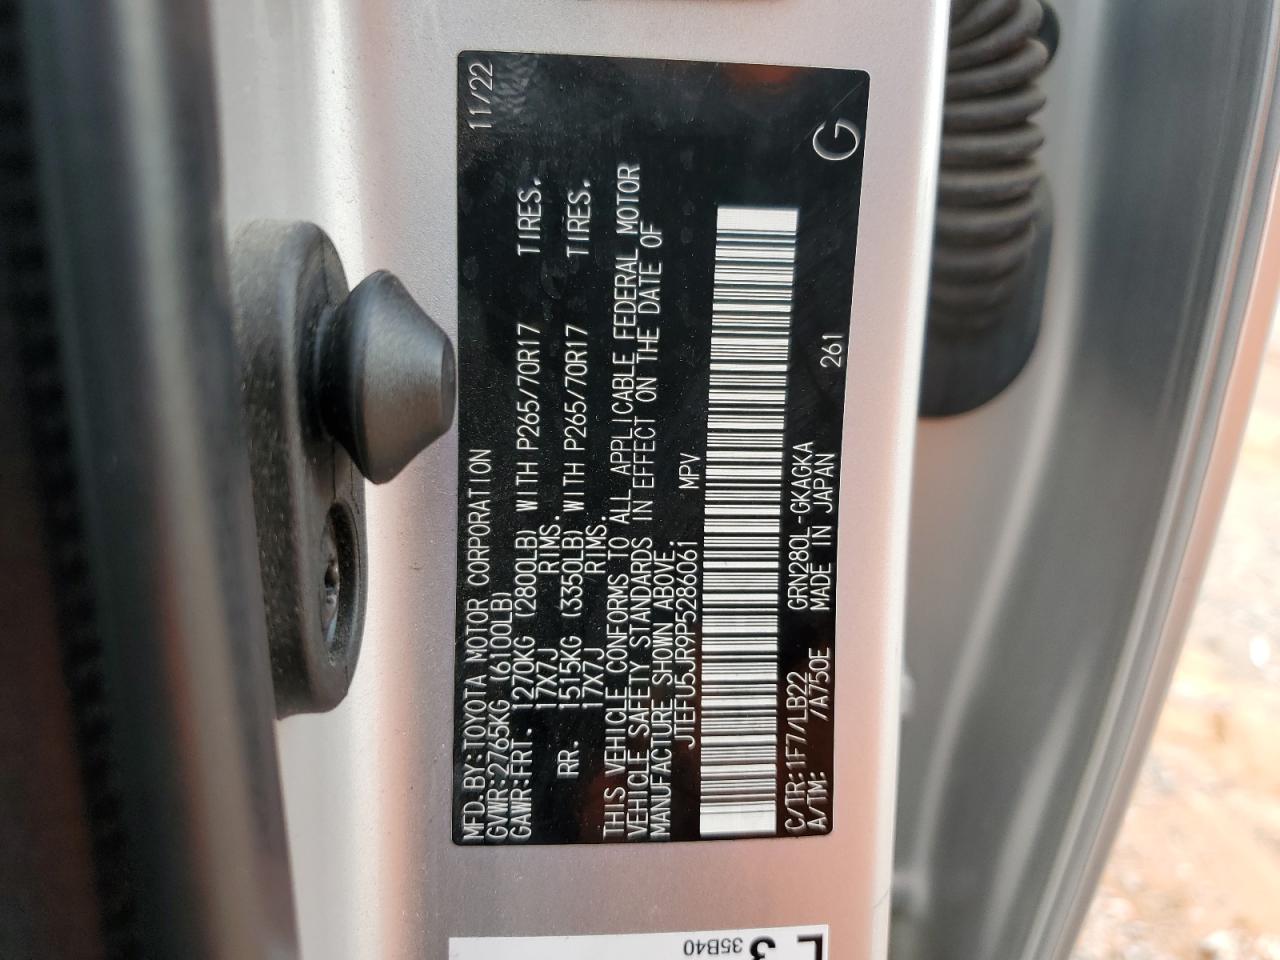 MFD.BY:TOYOTA MOTOR CORPORATION 11/22
GVWR:2765KG (6100LB)
GAWR:FRT. 1270KG (2800LB) WITH P265/70R17 TIRES.
17X7J RIMS.
RR. 1515KG (3350LB) WITH P265/70R17 TIRES.
17X7J RIMS.
THIS VEHICLE CONFORMS TO ALL APPLICABLE FEDERAL MOTOR
VEHICLE SAFETY STANDARDS IN EFFECT ON THE DATE OF
MANUFACTURE SHOWN ABOVE.
JTEFU5JR9P5286061 MPV
C/TR:1F7/LB22 GRN280L-GKAGKA 261 G
A/TM: /A750E MADE IN JAPAN
35B40
3
L